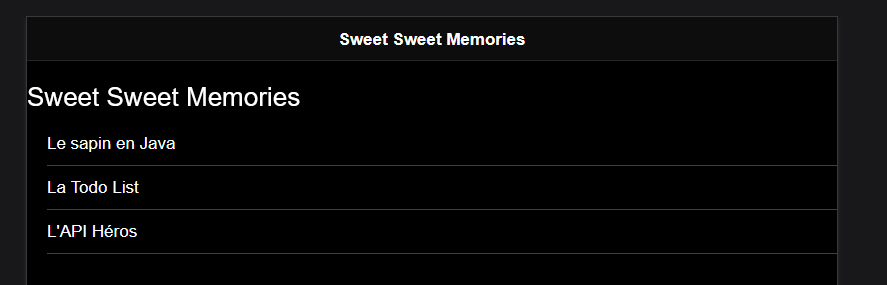 Sweet Sweet Memories
Sweet Sweet Memories
Le sapin en Java
La Todo List
L'API Héros